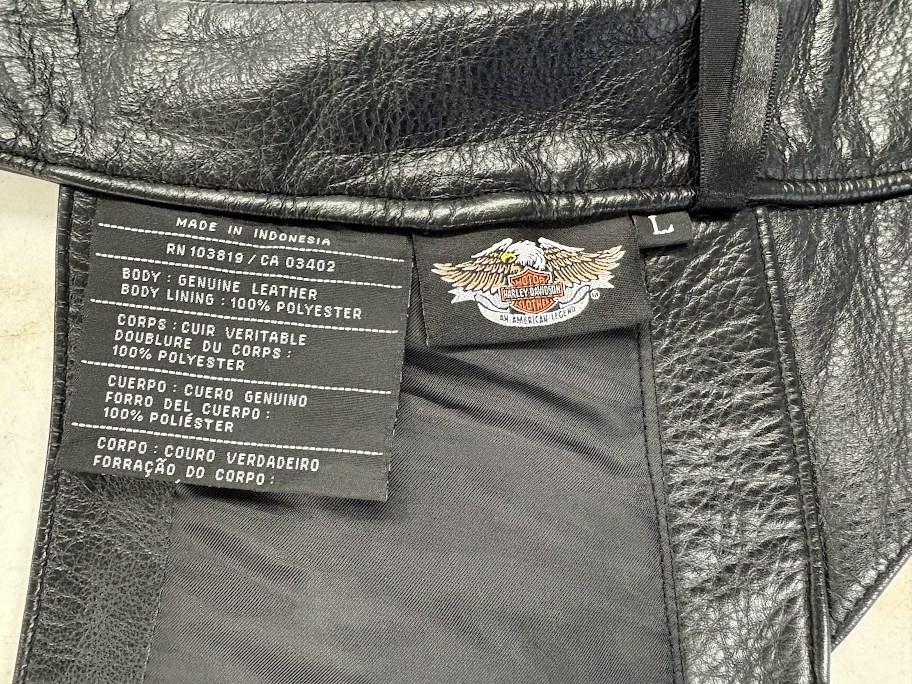 MADE IN INDONESIA
RN 103819 / CA 03402
BODY : GENUINE LEATHER
BODY LINING : 100% POLYESTER
CORPS : CUIR VERITABLE
DOUBLURE DU CORPS :
100% POLYESTER
CUERPO : CUERO GENUINO
FORRO DEL CUERPO :
100% POLIÉSTER
CORPO : COURO VERDADEIRO
FORRAÇÃO DO CORPO :
MOTOR
HARLEY-DAVIDSON
CLOTHES
AN AMERICAN LEGEND
®
L